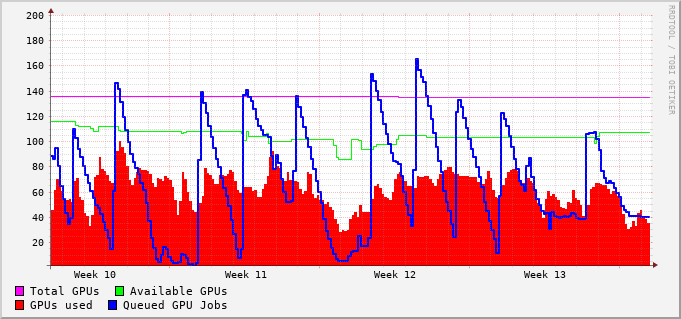 RRDTOOL / TOBI OETIKER
200
180
160
140
120
100
80
60
40
20
Week 10 Week 11 Week 12 Week 13
Total GPUs Available GPUs
GPUs used Queued GPU Jobs